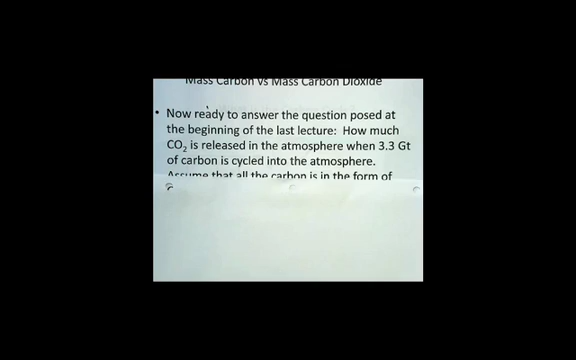 Mass Carbon vs Mass Carbon Dioxide
• Now ready to answer the question posed at
the beginning of the last lecture: How much
CO₂ is released in the atmosphere when 3.3 Gt
of carbon is cycled into the atmosphere.
Assume that all the carbon is in the form of